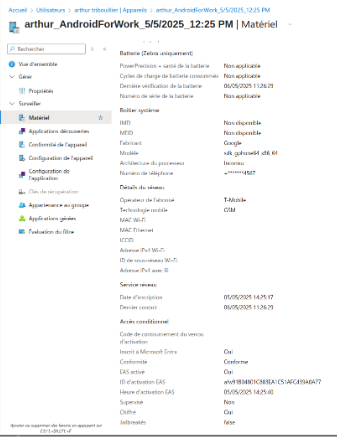 Accueil > Utilisateurs > arthur tribouillier | Appareils > arthur_AndroidForWork_5/5/2025_12:25 PM
arthur_AndroidForWork_5/5/2025_12:25 PM | Matériel
Rechercher
Vue d'ensemble
Gérer
Propriétés
Surveiller
Matériel
Applications découvertes
Conformité de l'appareil
Configuration de l'appareil
Configuration de l'application
Clés de récupération
Appartenance au groupe
Applications gérées
Évaluation du filtre
Ajouter ou supprimer des favoris en appuyant sur Ctrl+Shift+F
Batterie (Zebra uniquement)
PowerPrecision + santé de la batterie Non applicable
Cycles de charge de batterie consommés Non applicable
Dernière vérification de la batterie 06/05/2025 11:26:29
Numéro de série de la batterie Non applicable
Boîtier système
IMEI Non disponible
MEID Non disponible
Fabricant Google
Modèle sdk_gphone64_x86_64
Architecture du processeur Inconnu
Numéro de téléphone +*******4567
Détails du réseau
Opérateur de l'abonné T-Mobile
Technologie mobile GSM
MAC Wi-Fi
MAC Ethernet
ICCID
Adresse IPv4 Wi-Fi
ID de sous-réseau Wi-Fi
Service réseau
Date d'inscription 05/05/2025 14:25:17
Dernier contact 06/05/2025 11:26:29
Accès conditionnel
Code de contournement du verrou d'activation
Inscrit à Microsoft Entra Oui
Conformité Conforme
EAS activé Oui
ID d'activation EAS
Heure d'activation EAS 05/05/2025 14:25:40
Supervisé Non
Chiffré Oui
Jailbreakés False